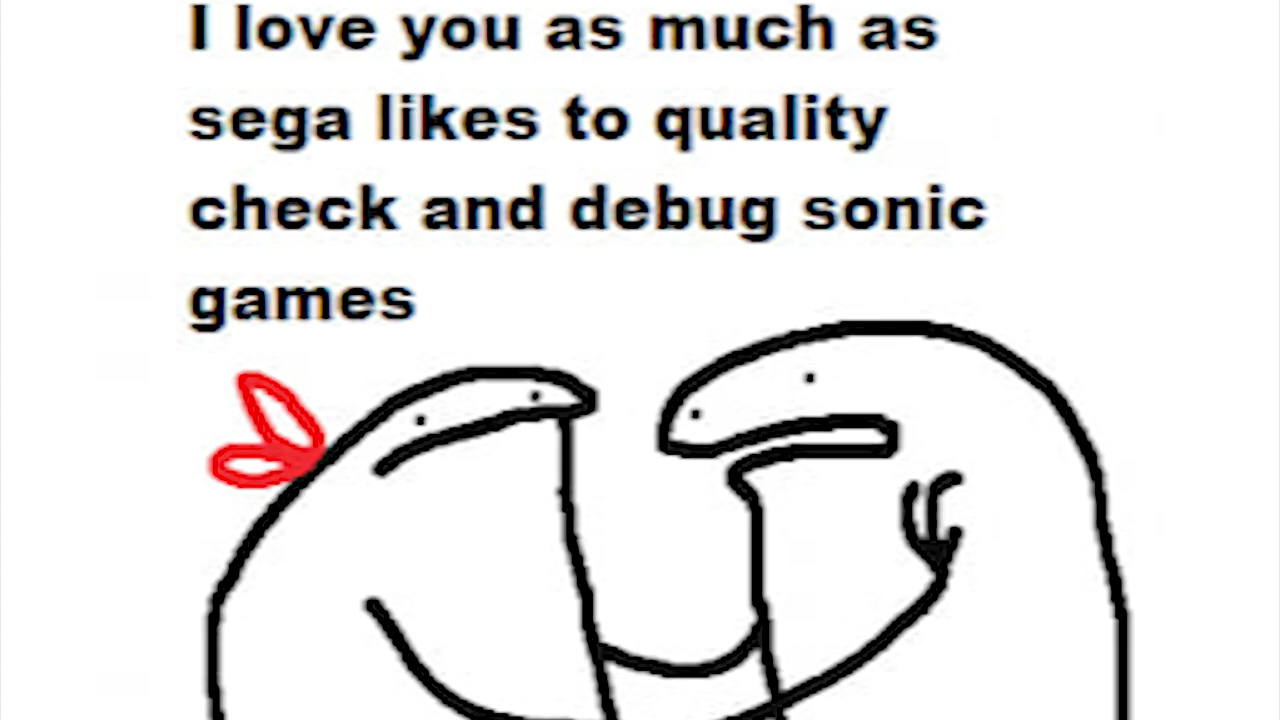 I love you as much as
sega likes to quality
check and debug sonic
games